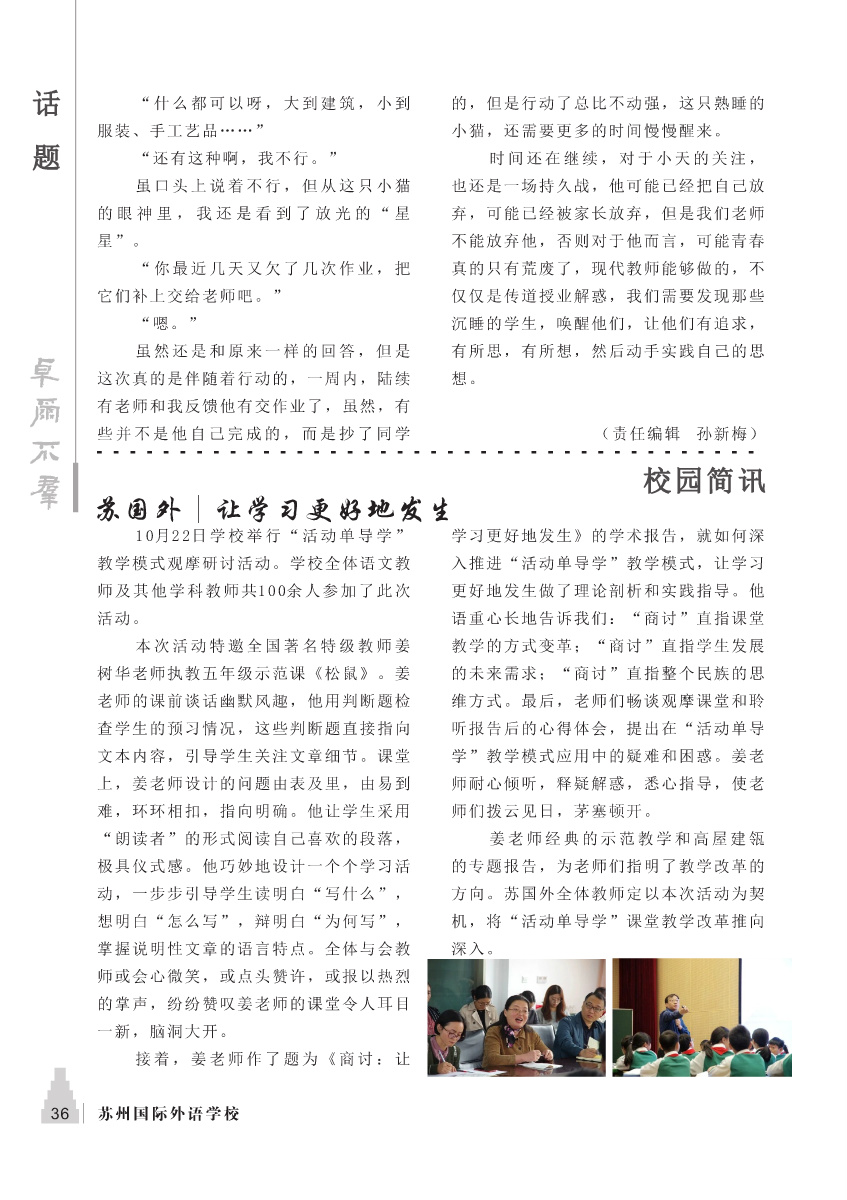 话
题
卓尔不群
“什么都可以呀，大到建筑，小到
服装、手工艺品……”
“还有这种啊，我不行。”
虽口头上说着不行，但从这只小猫
的眼神里，我还是看到了放光的“星
星”。
“你最近几天又欠了几次作业，把
它们补上交给老师吧。”
“嗯。”
虽然还是和原来一样的回答，但是
这次真的是伴随着行动的，一周内，陆续
有老师和我反馈他有交作业了，虽然，有
些并不是他自己完成的，而是抄了同学
的，但是行动了总比不动强，这只熟睡的
小猫，还需要更多的时间慢慢醒来。
时间还在继续，对于小天的关注，
也还是一场持久战，他可能已经把自己放
弃，可能已经被家长放弃，但是我们老师
不能放弃他，否则对于他而言，可能青春
真的只有荒废了，现代教师能够做的，不
仅仅是传道授业解惑，我们需要发现那些
沉睡的学生，唤醒他们，让他们有追求，
有所思，有所想，然后动手实践自己的思
想。
（责任编辑　孙新梅）
校园简讯
苏国外｜让学习更好地发生
10月22日学校举行“活动单导学”
教学模式观摩研讨活动。学校全体语文教
师及其他学科教师共100余人参加了此次
活动。
本次活动特邀全国著名特级教师姜
树华老师执教五年级示范课《松鼠》。姜
老师的课前谈话幽默风趣，他用判断题检
查学生的预习情况，这些判断题直接指向
文本内容，引导学生关注文章细节。课堂
上，姜老师设计的问题由表及里，由易到
难，环环相扣，指向明确。他让学生采用
“朗读者”的形式阅读自己喜欢的段落，
极具仪式感。他巧妙地设计一个个学习活
动，一步步引导学生读明白“写什么”，
想明白“怎么写”，辩明白“为何写”，
掌握说明性文章的语言特点。全体与会教
师或会心微笑，或点头赞许，或报以热烈
的掌声，纷纷赞叹姜老师的课堂令人耳目
一新，脑洞大开。
接着，姜老师作了题为《商讨：让
学习更好地发生》的学术报告，就如何深
入推进“活动单导学”教学模式，让学习
更好地发生做了理论剖析和实践指导。他
语重心长地告诉我们：“商讨”直指课堂
教学的方式变革；“商讨”直指学生发展
的未来需求；“商讨”直指整个民族的思
维方式。最后，老师们畅谈观摩课堂和聆
听报告后的心得体会，提出在“活动单导
学”教学模式应用中的疑难和困惑。姜老
师耐心倾听，释疑解惑，悉心指导，使老
师们拨云见日，茅塞顿开。
姜老师经典的示范教学和高屋建瓴
的专题报告，为老师们指明了教学改革的
方向。苏国外全体教师定以本次活动为契
机，将“活动单导学”课堂教学改革推向
深入。
36
苏州国际外语学校